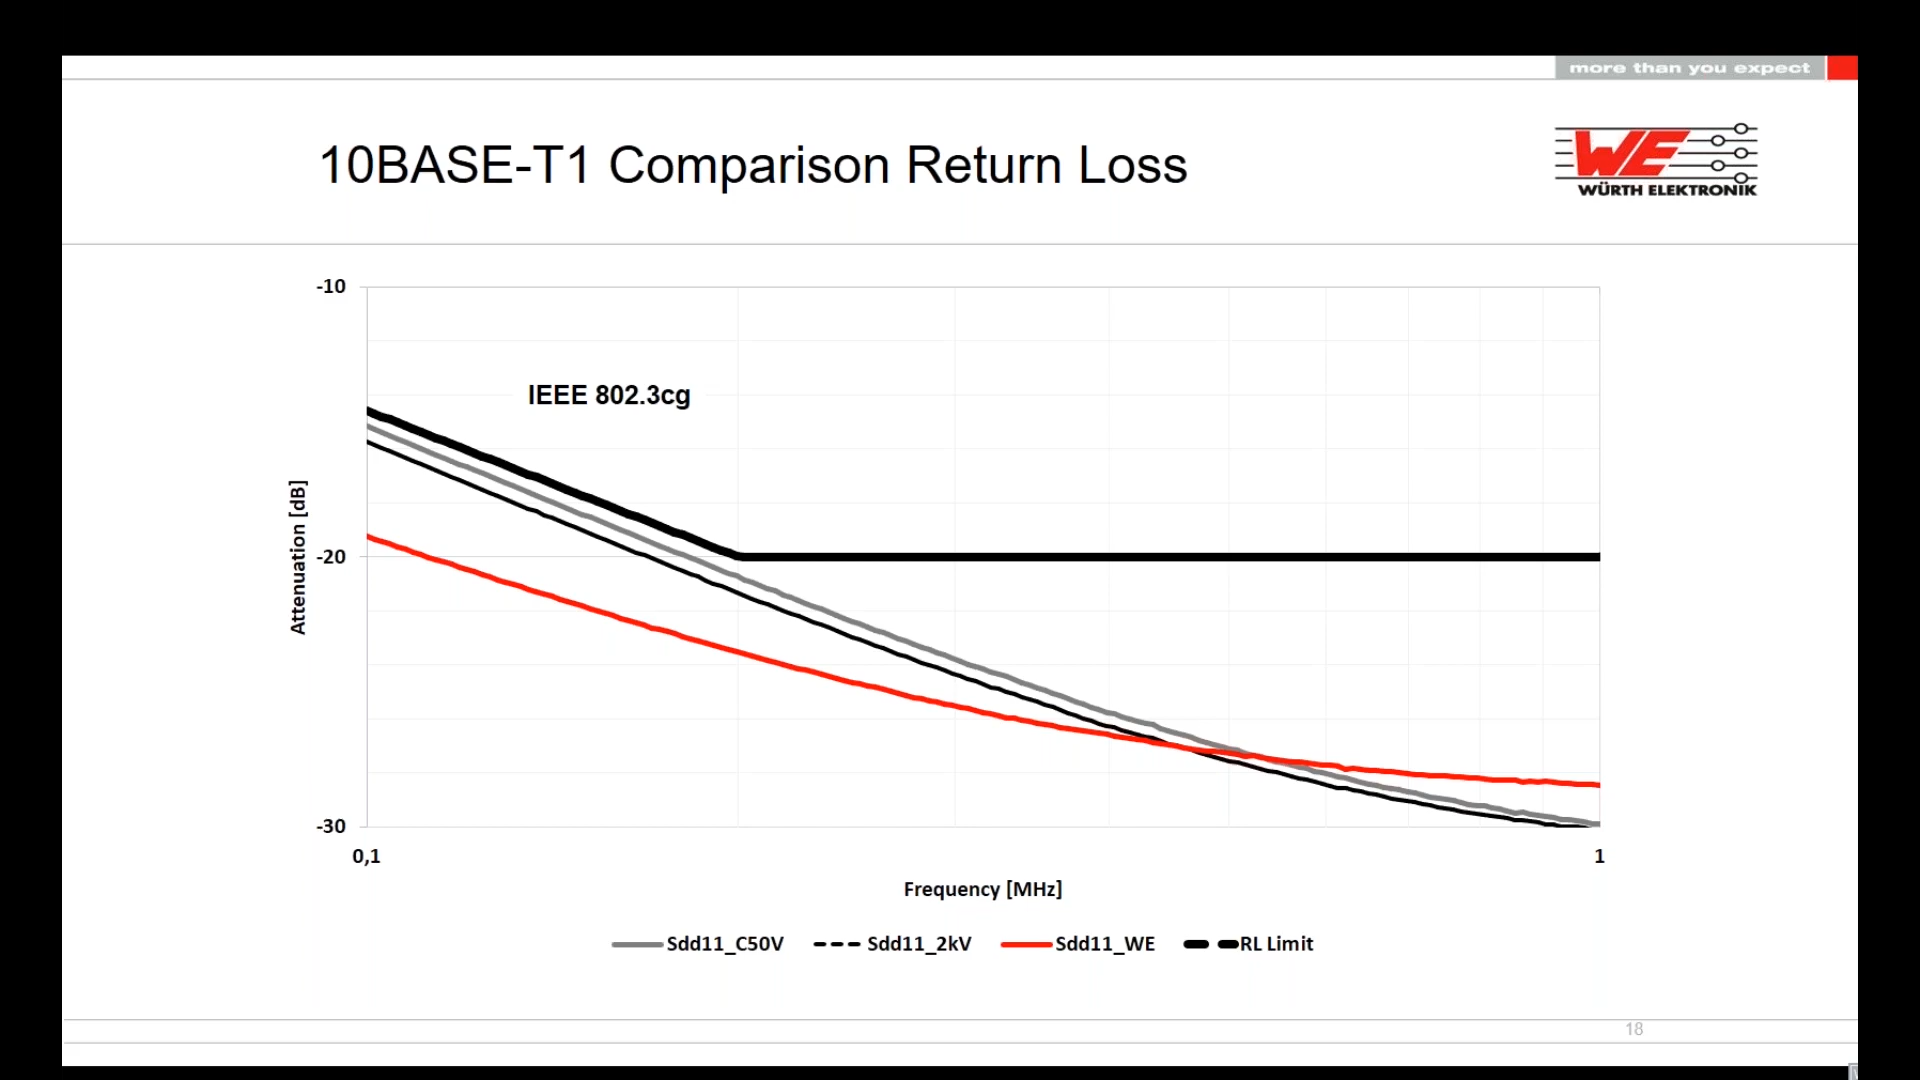 more than you expect
10BASE-T1 Comparison Return Loss
WE
WÜRTH ELEKTRONIK
-10
IEEE 802.3cg
Attenuation [dB]
-20
-30
0,1
1
Frequency [MHz]
Sdd11_C50V Sdd11_2kV Sdd11_WE RL Limit
18